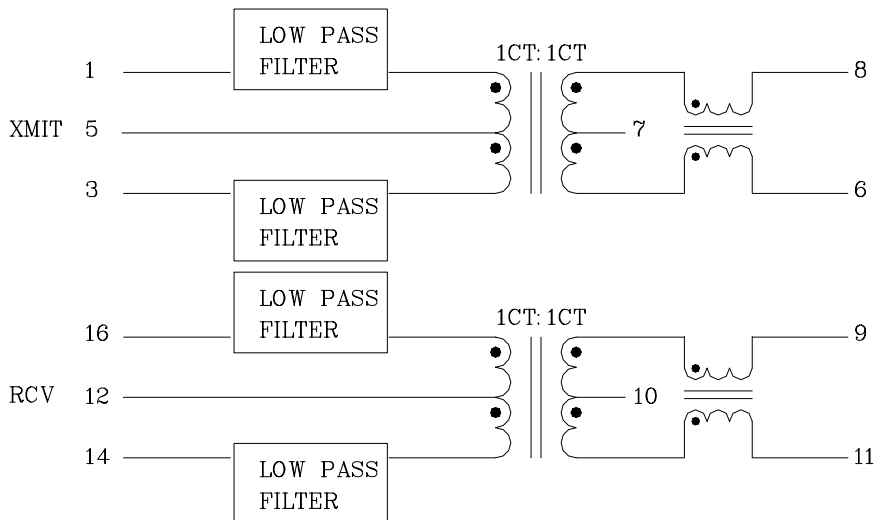 LOW PASS
FILTER
1CT: 1CT
1
8
XMIT 5
7
3
6
LOW PASS
FILTER
LOW PASS
FILTER
1CT: 1CT
16
9
RCV 12
10
14
11
LOW PASS
FILTER